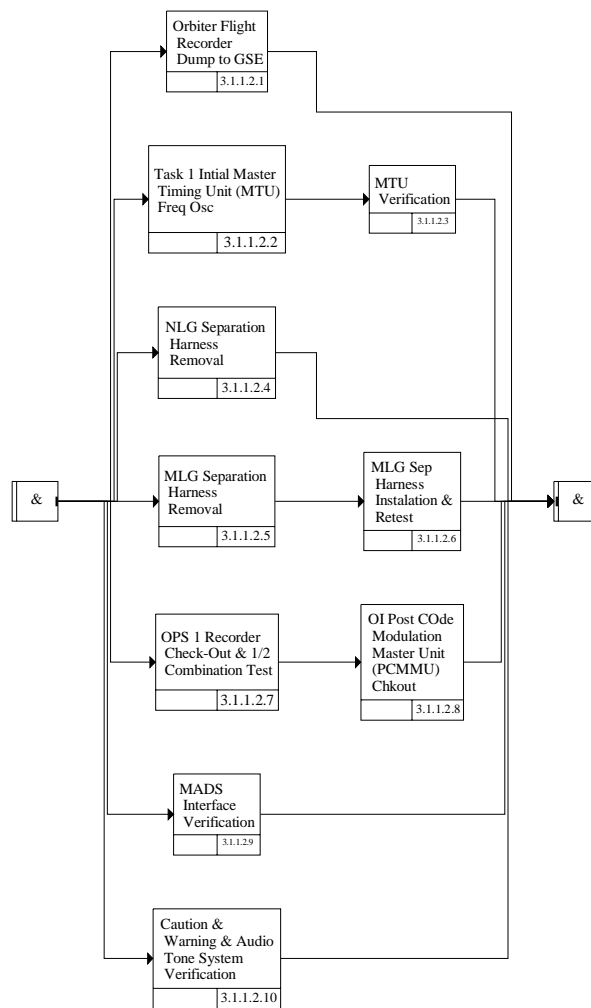 Orbiter Flight
Recorder
Dump to GSE
3.1.1.2.1
Task 1 Intial Master
Timing Unit (MTU)
Freq Osc
3.1.1.2.2
MTU
Verification
3.1.1.2.3
NLG Separation
Harness
Removal
3.1.1.2.4
&
MLG Separation
Harness
Removal
3.1.1.2.5
MLG Sep
Harness
Instalation &
Retest
3.1.1.2.6
&
OPS 1 Recorder
Check-Out & 1/2
Combination Test
3.1.1.2.7
OI Post COde
Modulation
Master Unit
(PCMMU)
Chkout
3.1.1.2.8
MADS
Interface
Verification
3.1.1.2.9
Caution &
Warning & Audio
Tone System
Verification
3.1.1.2.10